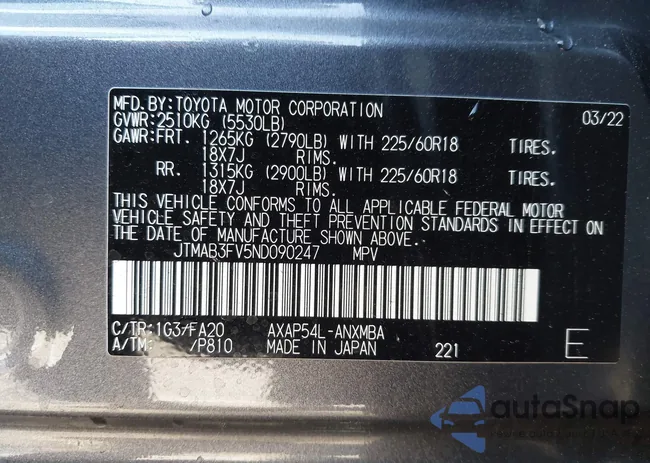 MFD.BY:TOYOTA MOTOR CORPORATION 03/22
GVWR:2510KG (5530LB)
GAWR:FRT. 1265KG (2790LB) WITH 225/60R18 TIRES.
18X7J RIMS.
RR. 1315KG (2900LB) WITH 225/60R18 TIRES.
18X7J RIMS.
THIS VEHICLE CONFORMS TO ALL APPLICABLE FEDERAL MOTOR
VEHICLE SAFETY AND THEFT PREVENTION STANDARDS IN EFFECT ON
THE DATE OF MANUFACTURE SHOWN ABOVE.
JTMAB3FV5ND090247 MPV
C/TR:1G3/FA20 AXAP54L-ANXMBA
A/TM: /P810 MADE IN JAPAN 221 E
autoSnap